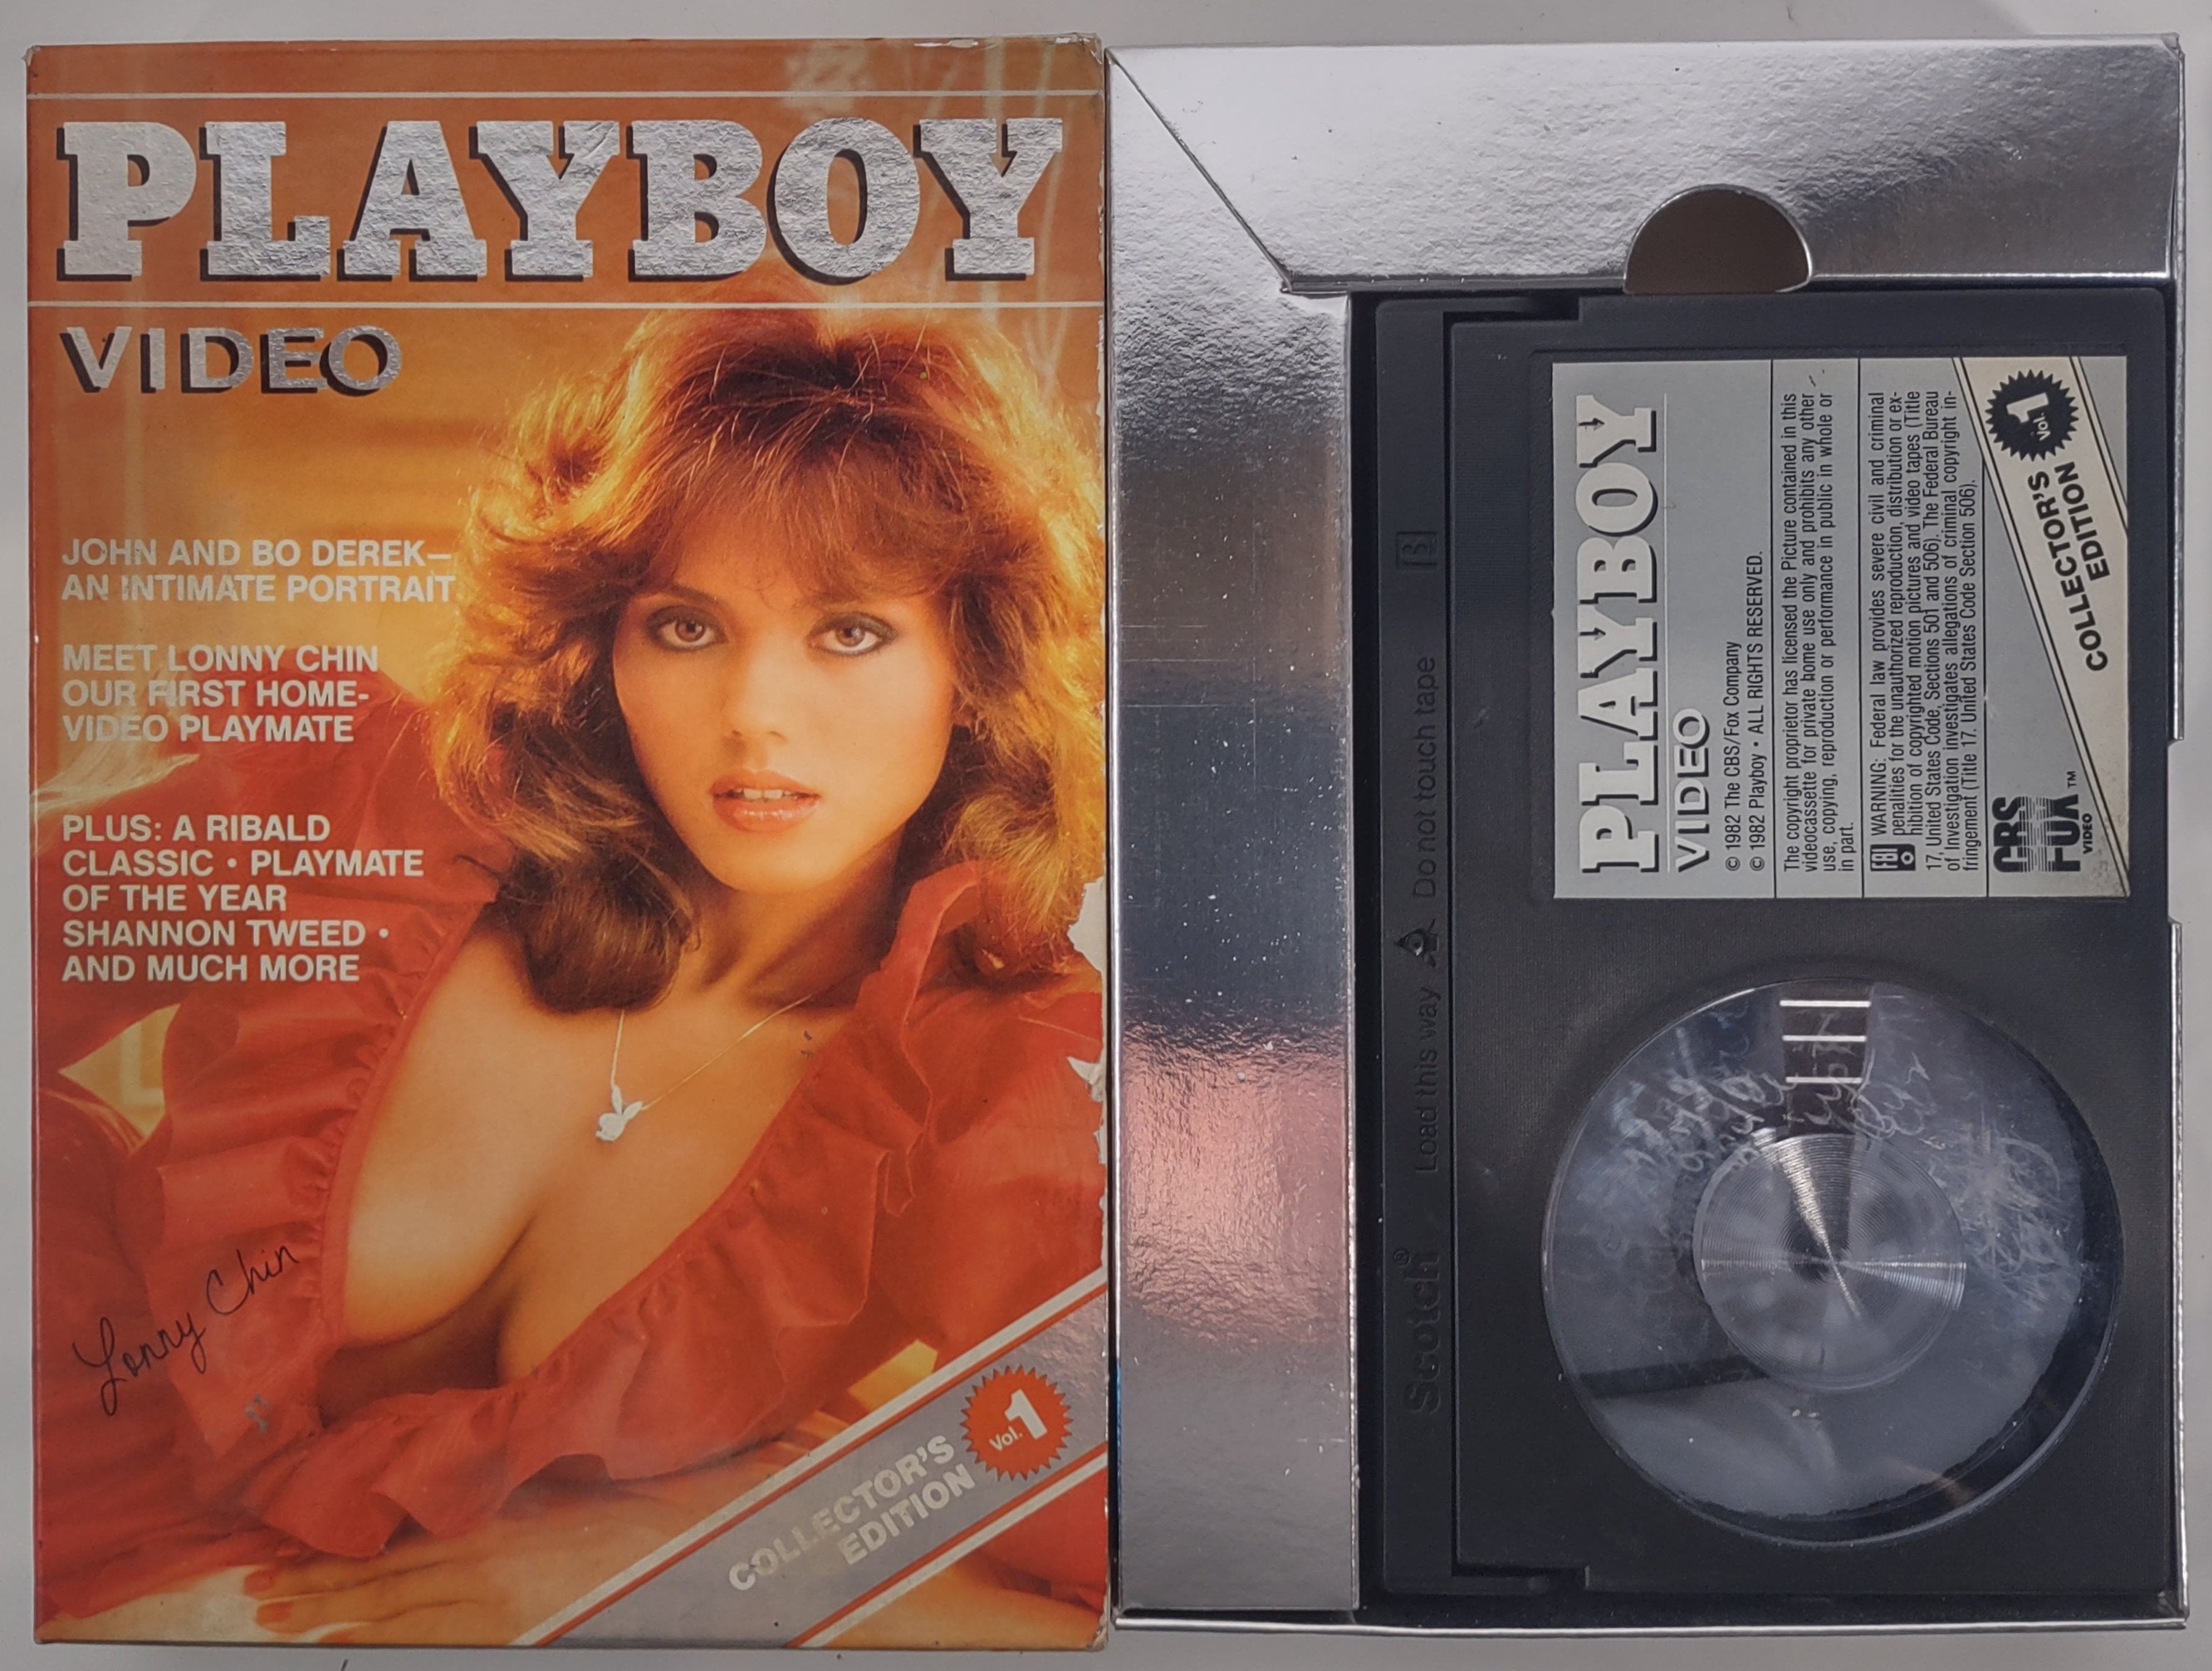 PLAYBOY
VIDEO
JOHN AND BO DEREK—
AN INTIMATE PORTRAIT
MEET LONNY CHIN
OUR FIRST HOME-
VIDEO PLAYMATE
PLUS: A RIBALD
CLASSIC • PLAYMATE
OF THE YEAR
SHANNON TWEED •
AND MUCH MORE
Lonny Chin
COLLECTOR'S
EDITION
Vol. 1
Scotch® Load this way Do not touch tape β
PLAYBOY
VIDEO
© 1982 The CBS/Fox Company
© 1982 Playboy • ALL RIGHTS RESERVED.
The copyright proprietor has licensed the Picture contained in this
videocassette for private home use only and prohibits any other
use, copying, reproduction or performance in public in whole or
in part.
FBI WARNING: Federal law provides severe civil and criminal
penalties for the unauthorized reproduction, distribution or ex-
hibition of copyrighted motion pictures and video tapes (Title
17, United States Code, Sections 501 and 506). The Federal Bureau
of Investigation investigates allegations of criminal copyright in-
fringement (Title 17, United States Code Section 506).
CBS
FOX™
VIDEO
COLLECTOR'S
EDITION
Vol. 1